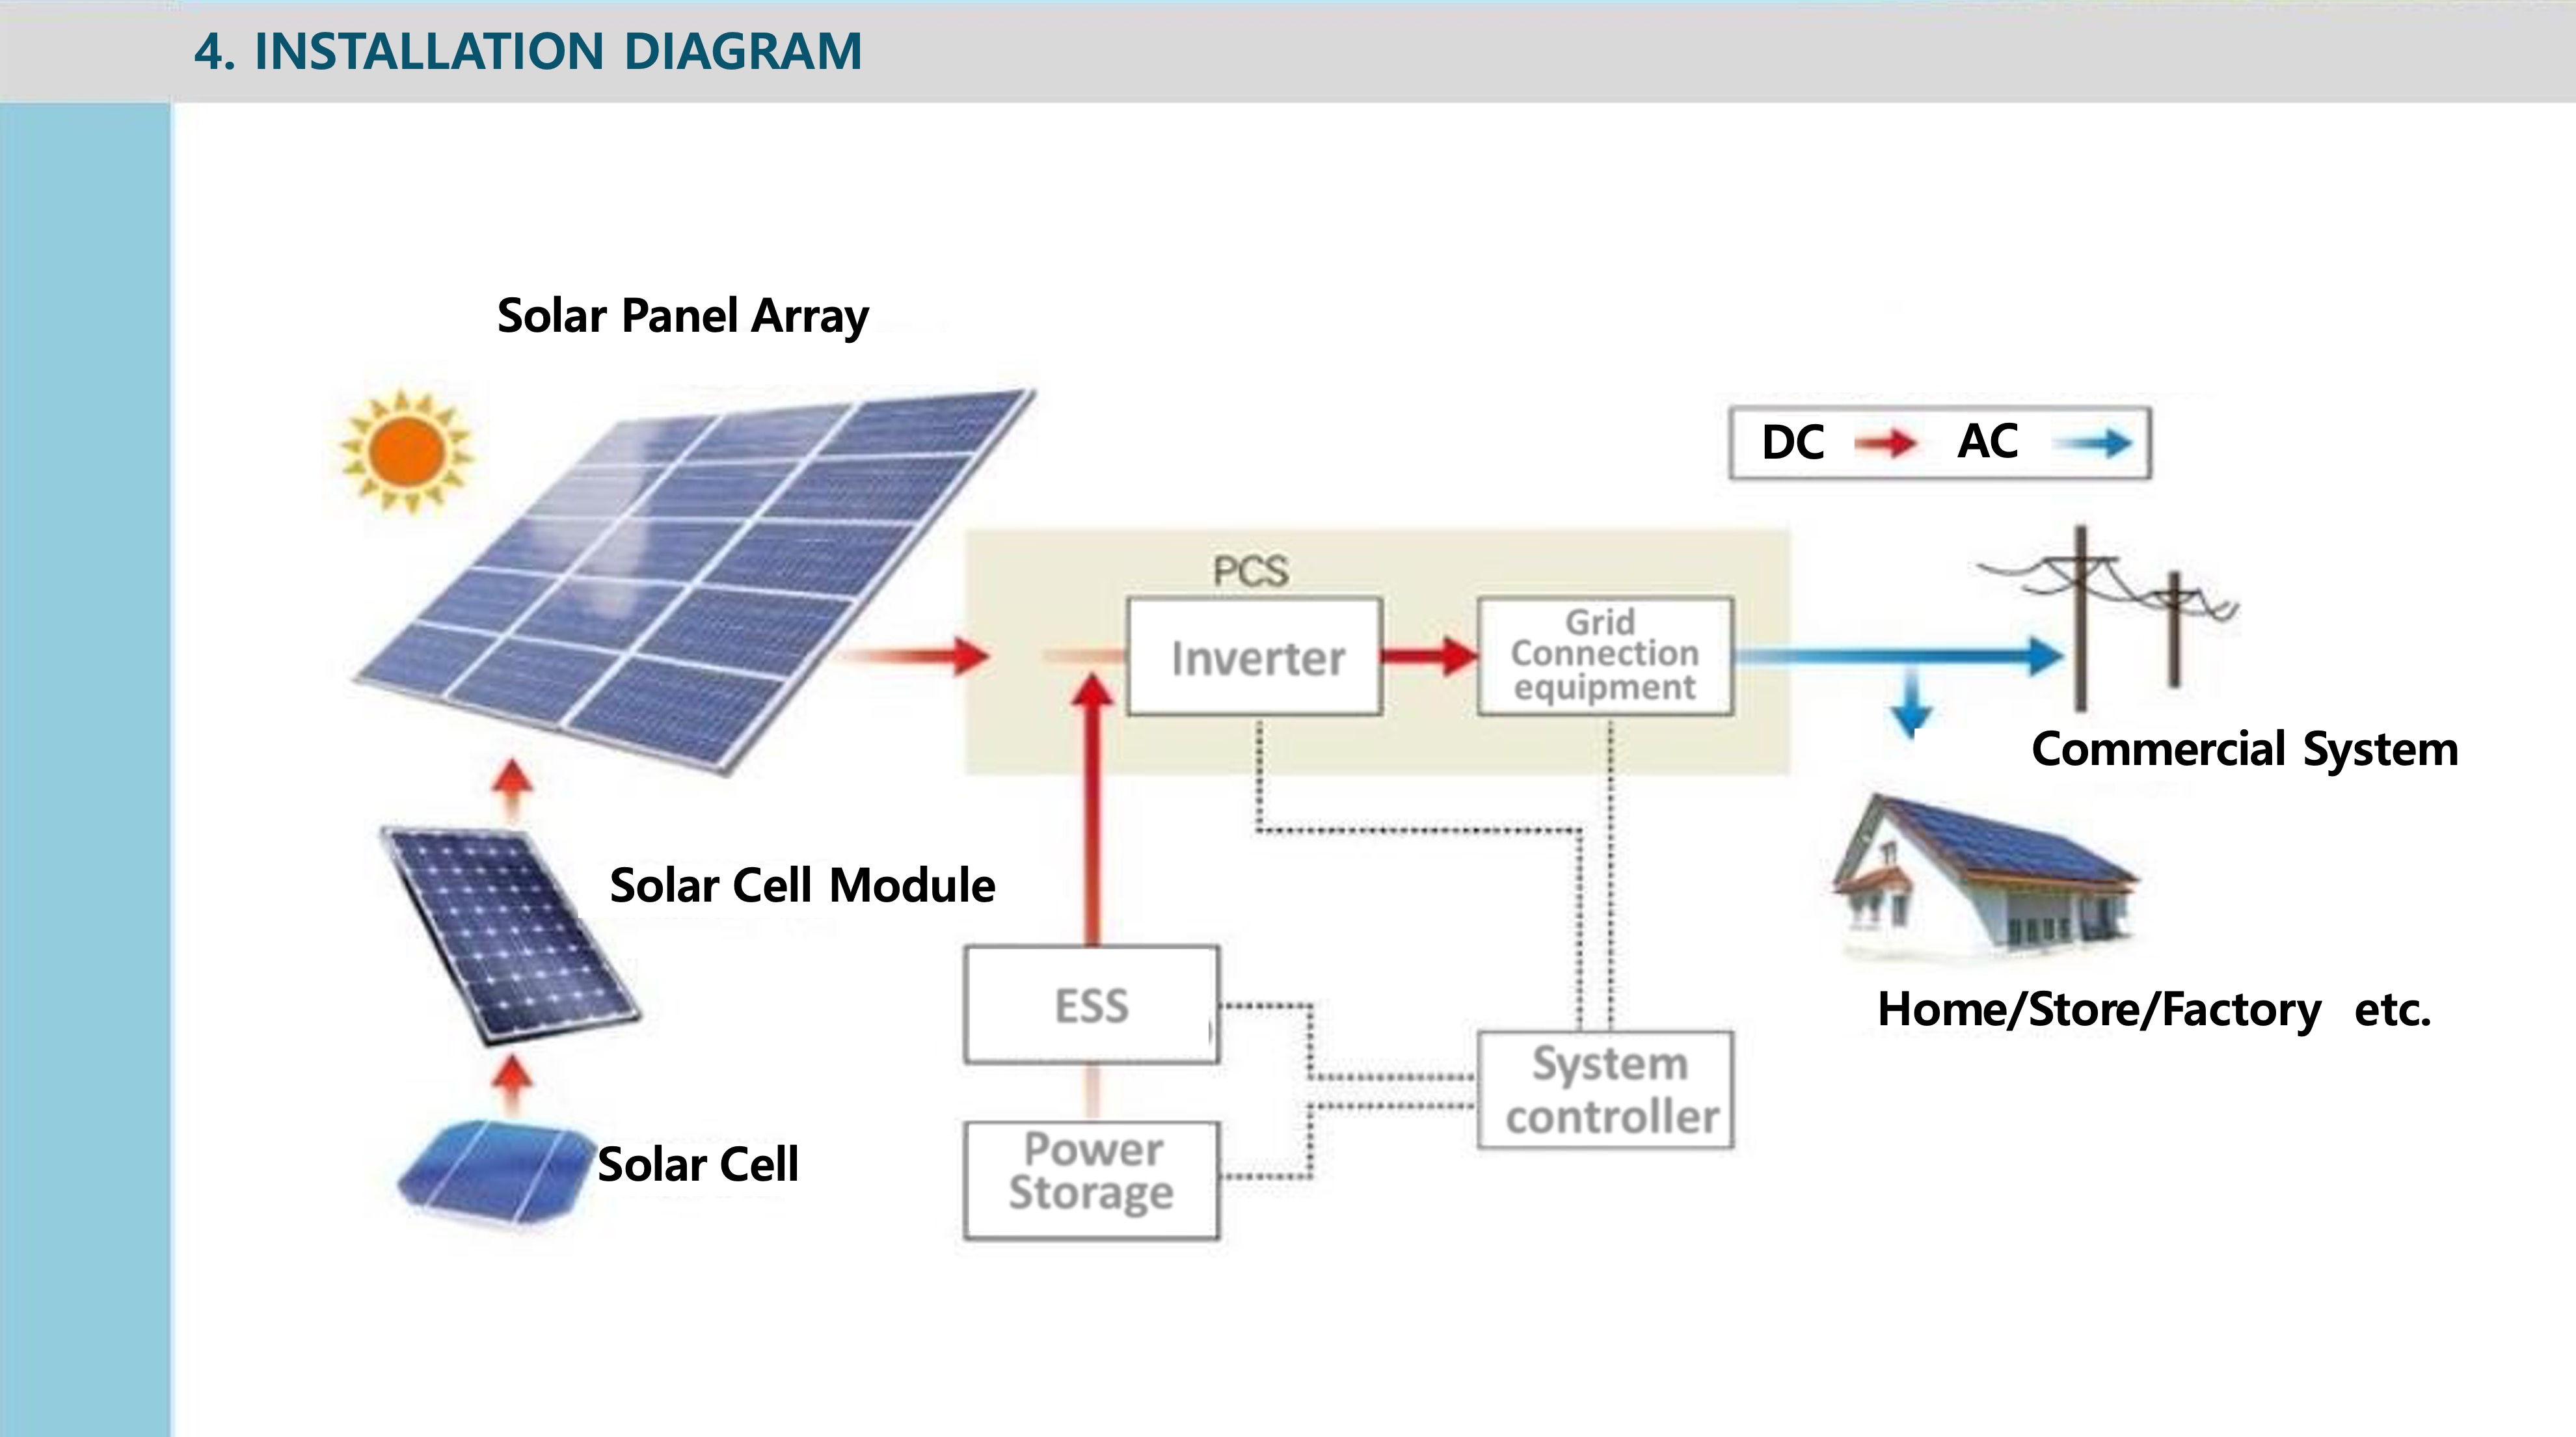 4. INSTALLATION DIAGRAM
Solar Panel Array
DC AC
PCS
Inverter
Grid
Connection
equipment
Commercial System
Solar Cell Module
ESS
Home/Store/Factory etc.
System
controller
Power
Storage
Solar Cell